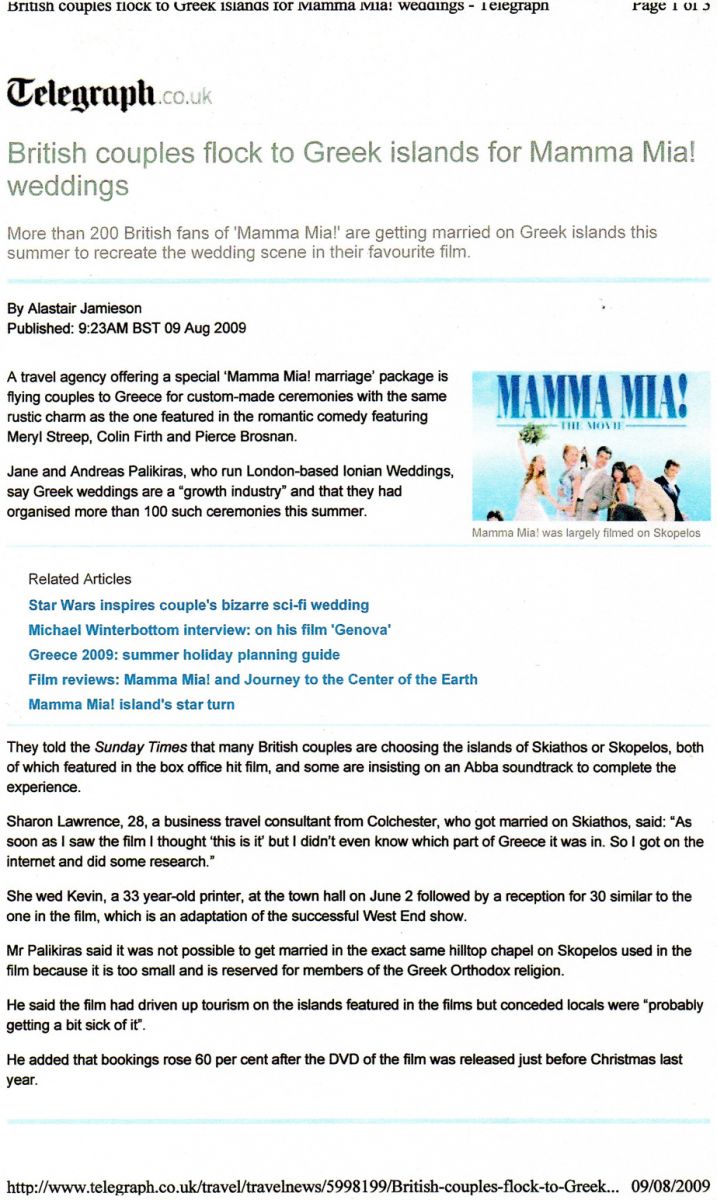 British couples flock to Greek islands for Mamma Mia! weddings - Telegraph Page 1 of 3
Telegraph.co.uk
British couples flock to Greek islands for Mamma Mia!
weddings
More than 200 British fans of 'Mamma Mia!' are getting married on Greek islands this
summer to recreate the wedding scene in their favourite film.
By Alastair Jamieson
Published: 9:23AM BST 09 Aug 2009
A travel agency offering a special ‘Mamma Mia! marriage’ package is
flying couples to Greece for custom-made ceremonies with the same
rustic charm as the one featured in the romantic comedy featuring
Meryl Streep, Colin Firth and Pierce Brosnan.
Jane and Andreas Palikiras, who run London-based Ionian Weddings,
say Greek weddings are a “growth industry” and that they had
organised more than 100 such ceremonies this summer.
MAMMA MIA!
THE MOVIE
Mamma Mia! was largely filmed on Skopelos
Related Articles
Star Wars inspires couple's bizarre sci-fi wedding
Michael Winterbottom interview: on his film 'Genova'
Greece 2009: summer holiday planning guide
Film reviews: Mamma Mia! and Journey to the Center of the Earth
Mamma Mia! island's star turn
They told the Sunday Times that many British couples are choosing the islands of Skiathos or Skopelos, both
of which featured in the box office hit film, and some are insisting on an Abba soundtrack to complete the
experience.
Sharon Lawrence, 28, a business travel consultant from Colchester, who got married on Skiathos, said: “As
soon as I saw the film I thought ‘this is it’ but I didn’t even know which part of Greece it was in. So I got on the
internet and did some research.”
She wed Kevin, a 33 year-old printer, at the town hall on June 2 followed by a reception for 30 similar to the
one in the film, which is an adaptation of the successful West End show.
Mr Palikiras said it was not possible to get married in the exact same hilltop chapel on Skopelos used in the
film because it is too small and is reserved for members of the Greek Orthodox religion.
He said the film had driven up tourism on the islands featured in the films but conceded locals were “probably
getting a bit sick of it”.
He added that bookings rose 60 per cent after the DVD of the film was released just before Christmas last
year.
http://www.telegraph.co.uk/travel/travelnews/5998199/British-couples-flock-to-Greek... 09/08/2009